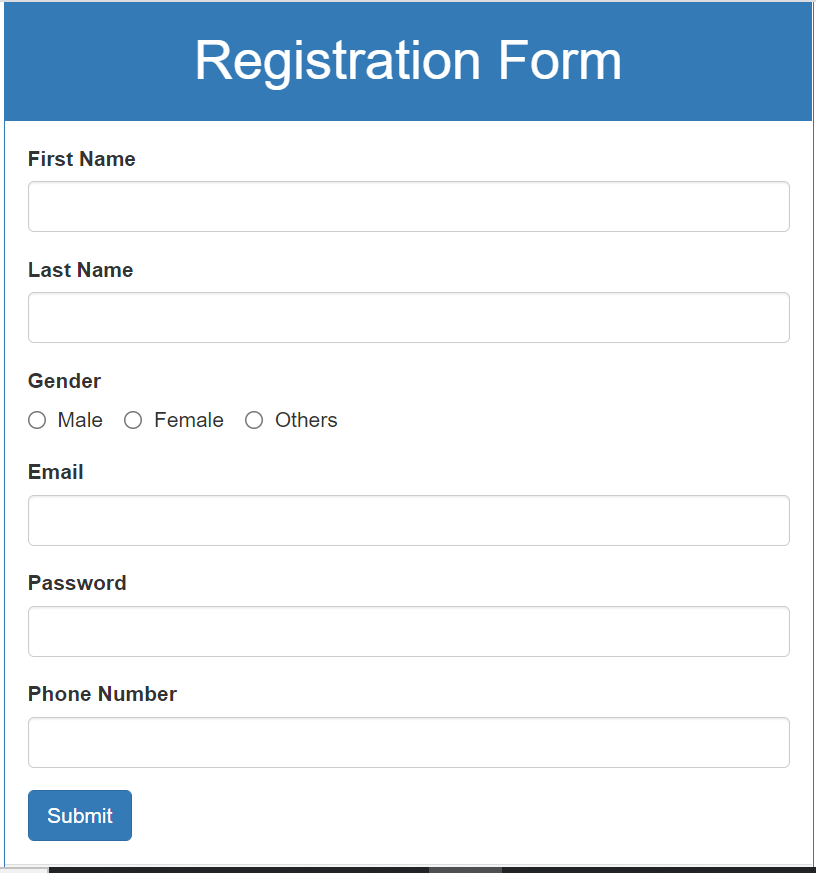 Registration Form
First Name
Last Name
Gender
Male Female Others
Email
Password
Phone Number
Submit